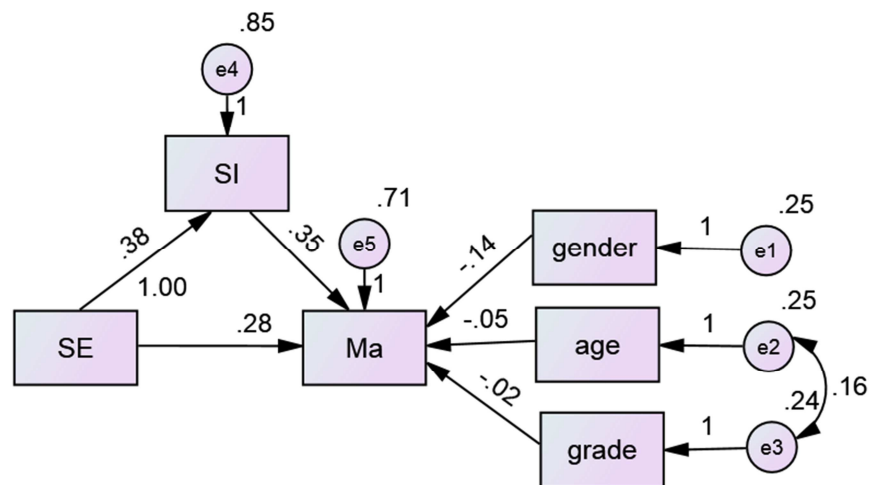 .85
e4
1
SI
.71
.25
.38
.35
e5
1
-.14
gender
1
e1
1.00
.25
SE
.28
Ma
-.05
age
1
e2
.16
-.02
.24
grade
1
e3